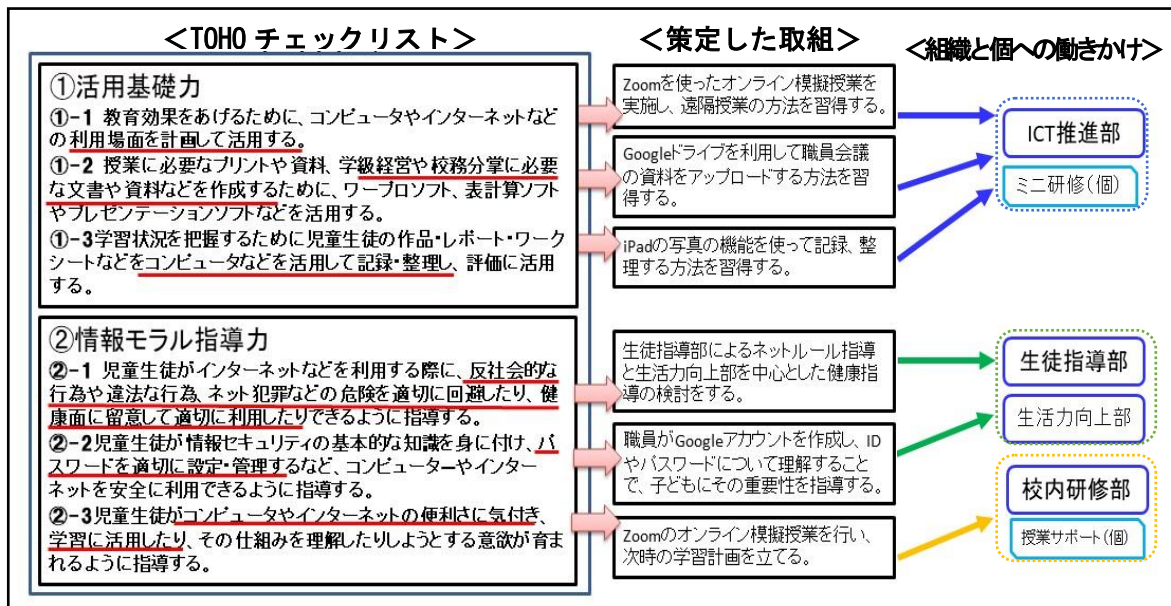 <TOHO チェックリスト>
①活用基礎力
①-1 教育効果をあげるために、コンピュータやインターネットなど
の利用場面を計画して活用する。
①-2 授業に必要なプリントや資料、学級経営や校務分掌に必要
な文書や資料などを作成するために、ワープロソフト、表計算ソフト
やプレゼンテーションソフトなどを活用する。
①-3学習状況を把握するために児童生徒の作品・レポート・ワーク
シートなどをコンピュータなどを活用して記録・整理し、評価に活用
する。
②情報モラル指導力
②-1 児童生徒がインターネットなどを利用する際に、反社会的な
行為や違法な行為、ネット犯罪などの危険を適切に回避したり、健
康面に留意して適切に利用したりできるように指導する。
②-2児童生徒が情報セキュリティの基本的な知識を身に付け、パ
スワードを適切に設定・管理するなど、コンピューターやインター
ネットを安全に利用できるように指導する。
②-3児童生徒がコンピュータやインターネットの便利さに気付き、
学習に活用したり、その仕組みを理解したりしようとする意欲が育ま
れるように指導する。
<策定した取組>
Zoomを使ったオンライン模擬授業を
実施し、遠隔授業の方法を習得する。
Googleドライブを利用して職員会議
の資料をアップロードする方法を習
得する。
iPadの写真の機能を使って記録、整
理する方法を習得する。
生徒指導部によるネットルール指導
と生活力向上部を中心とした健康指
導の検討をする。
職員がGoogleアカウントを作成し、ID
やパスワードについて理解すること
で、子どもにその重要性を指導する。
Zoomのオンライン模擬授業を行い、
次時の学習計画を立てる。
<組織と個への働きかけ>
ICT推進部
ミニ研修(個)
生徒指導部
生活力向上部
校内研修部
授業サポート(個)